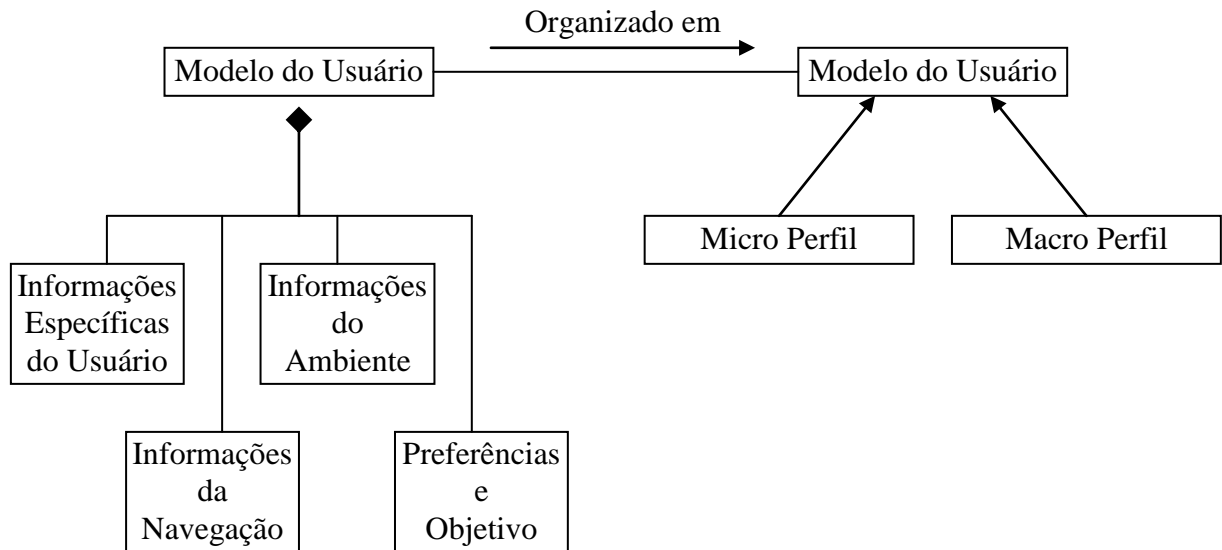 Organizado em
Modelo do Usuário
Modelo do Usuário
Micro Perfil
Macro Perfil
Informações
Específicas
do Usuário
Informações
do
Ambiente
Informações
da
Navegação
Preferências
e
Objetivo